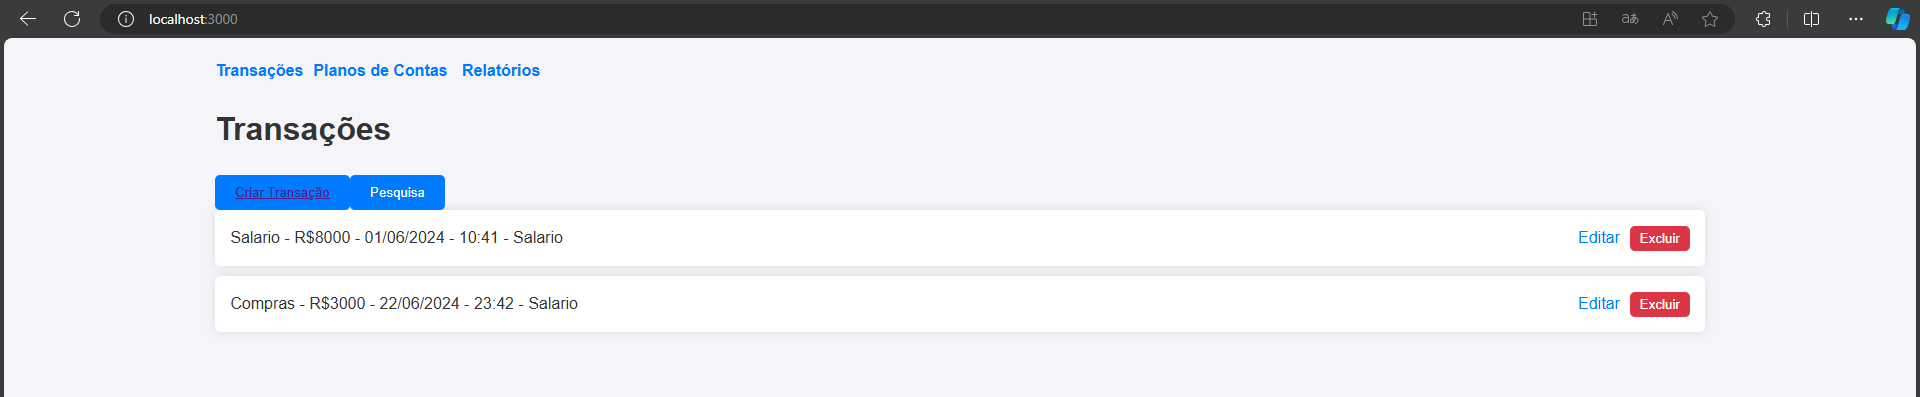 localhost:3000
Transações Planos de Contas Relatórios
Transações
Criar Transação Pesquisa
Salario - R$8000 - 01/06/2024 - 10:41 - Salario Editar Excluir
Compras - R$3000 - 22/06/2024 - 23:42 - Salario Editar Excluir